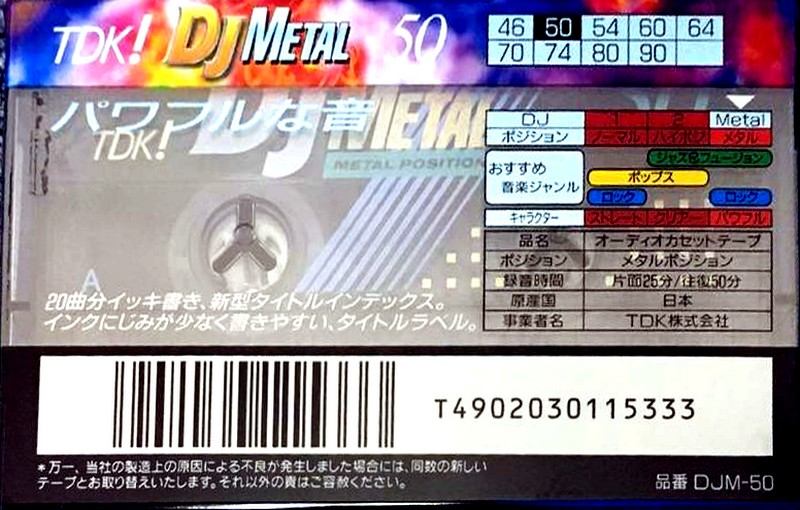 TDK! DJ METAL 50
46 50 54 60 64
70 74 80 90
パワフルな音
TDK! DJ METAL
METAL POSITION
DJ 1 2 Metal
ポジション ノーマル ハイポジ メタル
おすすめ
音楽ジャンル
ジャズ&フュージョン
ポップス
ロック ロック
キャラクター ストレート クリアー パワフル
品名 オーディオカセットテープ
ポジション メタルポジション
録音時間 片面25分/往復50分
原産国 日本
事業者名 TDK株式会社
A
20曲分イッキ書き、新型タイトルインデックス。
インクにじみが少なく書きやすい、タイトルラベル。
T4902030115333
*万一、当社の製造上の原因による不良が発生しました場合には、同数の新しい
テープとお取り替えいたします。それ以外の責はご容赦ください。
品番 DJM-50